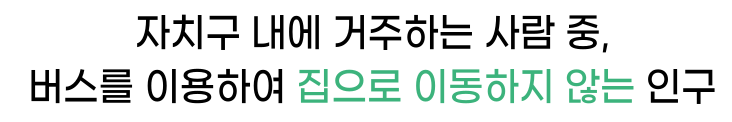 자치구 내에 거주하는 사람 중,
버스를 이용하여 집으로 이동하지 않는 인구